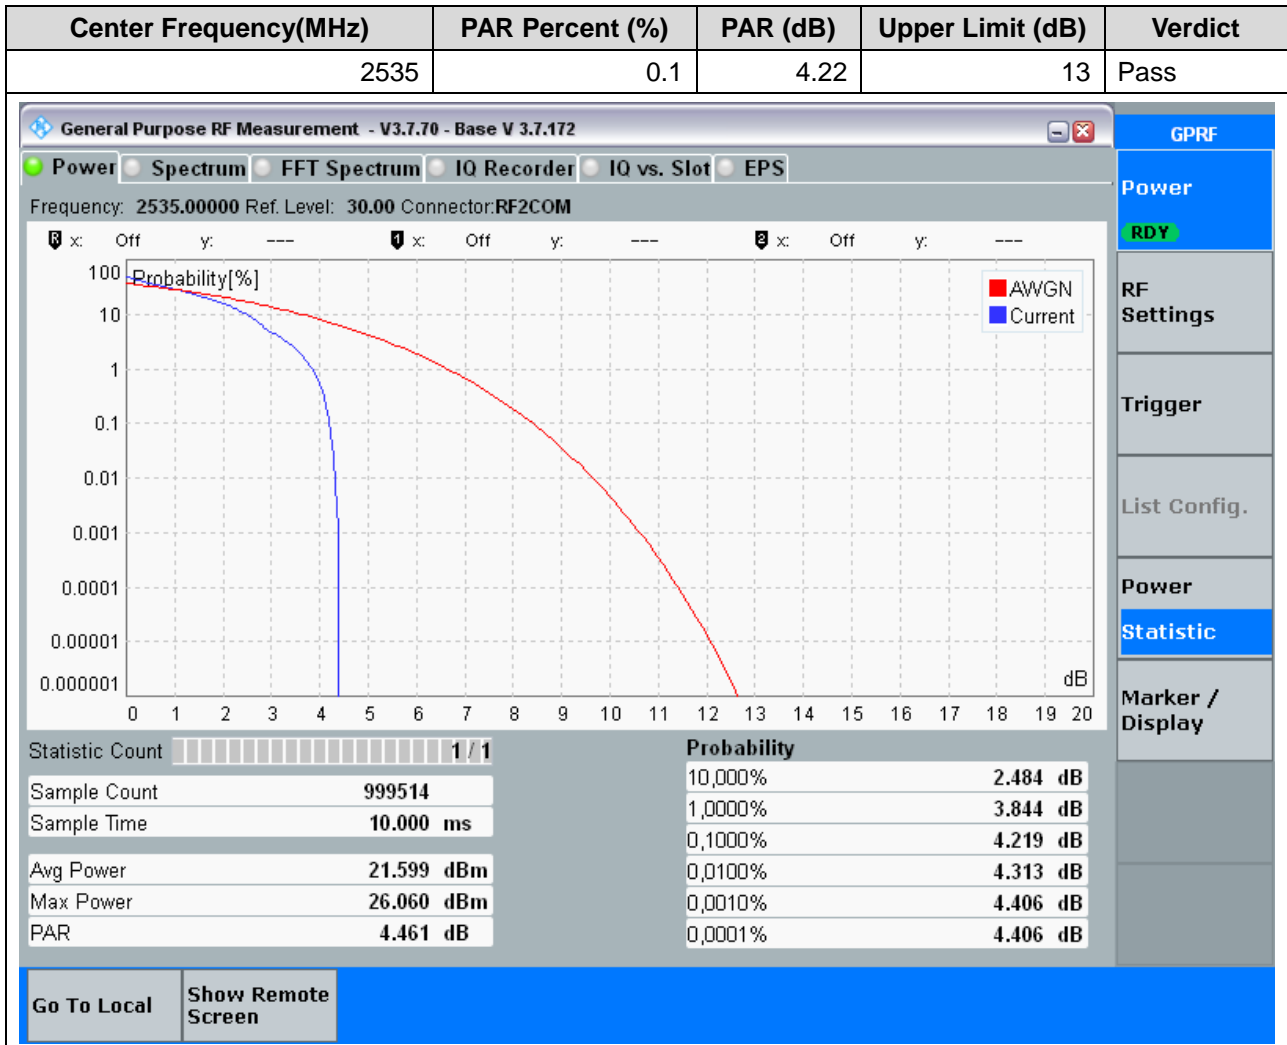 Center Frequency(MHz) PAR Percent (%) PAR (dB) Upper Limit (dB) Verdict
2535 0.1 4.22 13 Pass
General Purpose RF Measurement - V3.7.70 - Base V 3.7.172
GPRF
Power Spectrum FFT Spectrum IQ Recorder IQ vs. Slot EPS
Frequency: 2535.00000 Ref. Level: 30.00 Connector:RF2COM
R x: Off y: --- 1 x: Off y: --- 2 x: Off y: ---
Probability[%]
100
10
1
0.1
0.01
0.001
0.0001
0.00001
0.000001
AWGN
Current
dB
0 1 2 3 4 5 6 7 8 9 10 11 12 13 14 15 16 17 18 19 20
Statistic Count 1 / 1
Sample Count 999514
Sample Time 10.000 ms
Avg Power 21.599 dBm
Max Power 26.060 dBm
PAR 4.461 dB
Probability
10,000% 2.484 dB
1,0000% 3.844 dB
0,1000% 4.219 dB
0,0100% 4.313 dB
0,0010% 4.406 dB
0,0001% 4.406 dB
Power
RDY
RF
Settings
Trigger
List Config.
Power
Statistic
Marker /
Display
Go To Local
Show Remote
Screen